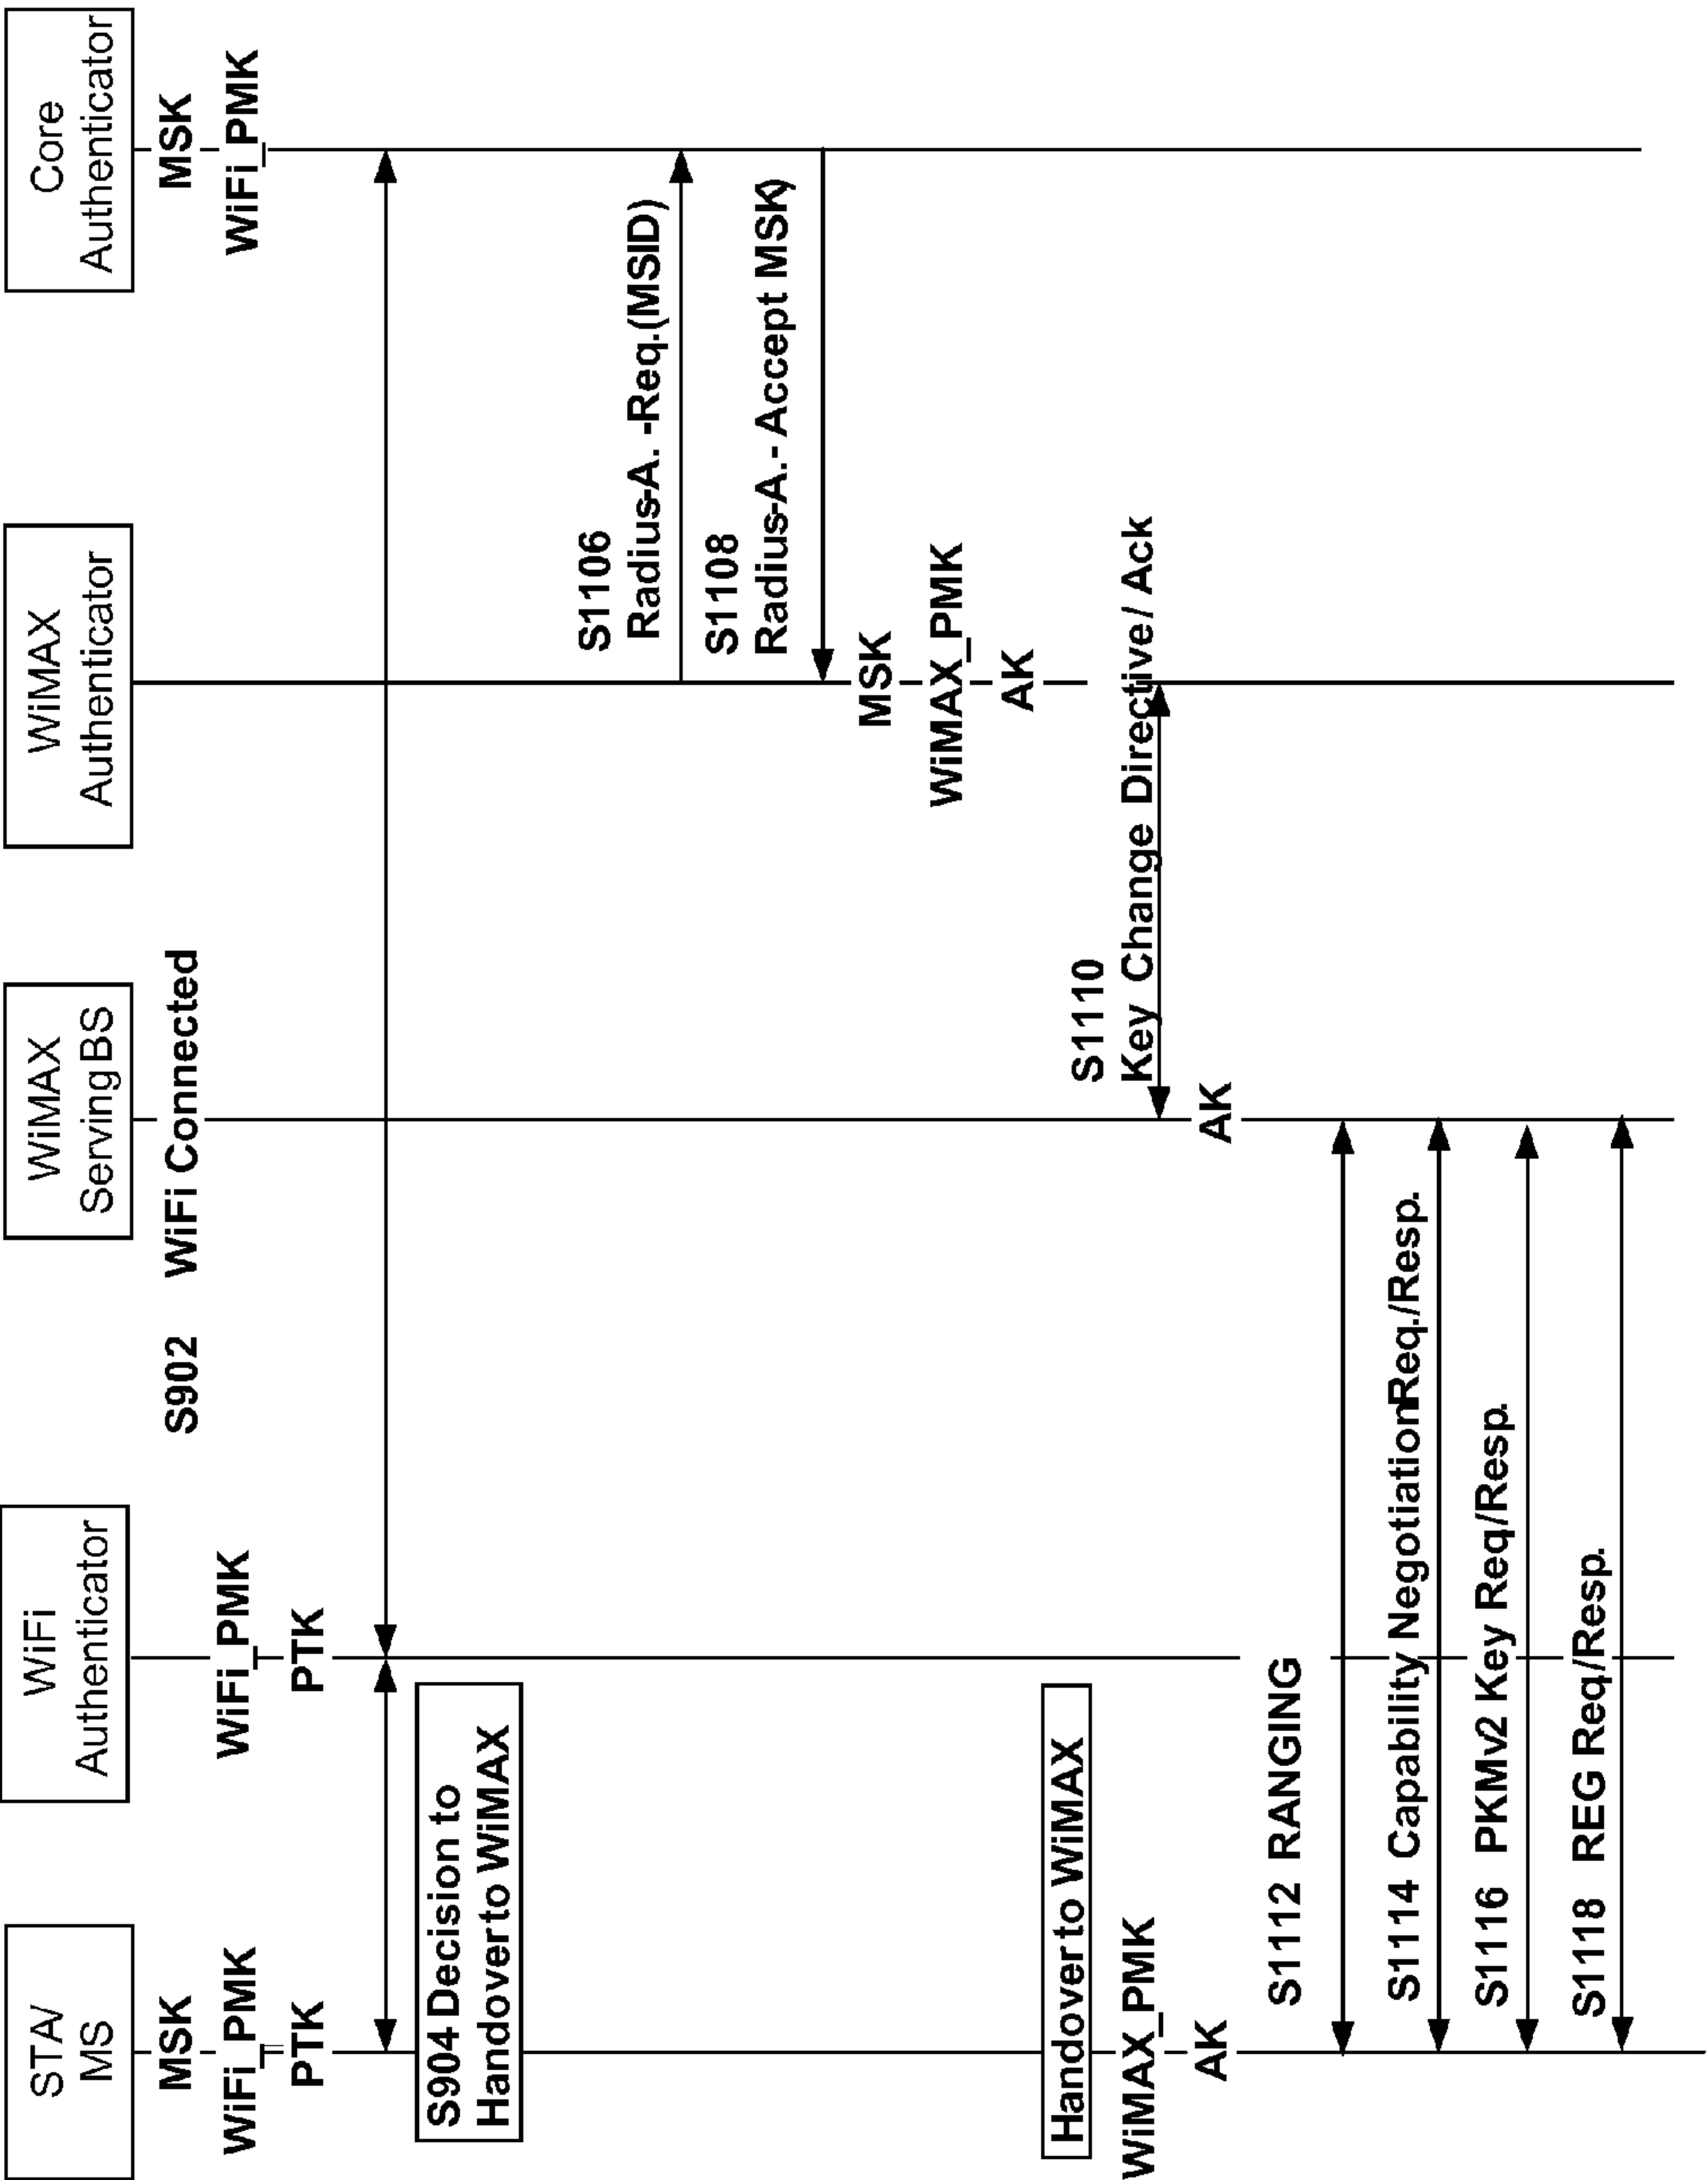 STA/
MS
WiFi
Authenticator
WiMAX
Serving BS
WiMAX
Authenticator
Core
Authenticator
MSK
WiFi_PMK
PTK
WiFi_PMK
PTK
S902 WiFi Connected
MSK
WiFi_PMK
S904 Decision to
Handover to WiMAX
S1106
Radius-A. -Req.(MSID)
S1108
Radius-A.- Accept MSK)
MSK
WiMAX_PMK
AK
Handover to WiMAX
WiMAX_PMK
AK
S1110
Key Change Directive / Ack
AK
S1112 RANGING
S1114 Capability Negotiation Req./Resp.
S1116 PKMv2 Key Req/Resp.
S1118 REG Req/Resp.